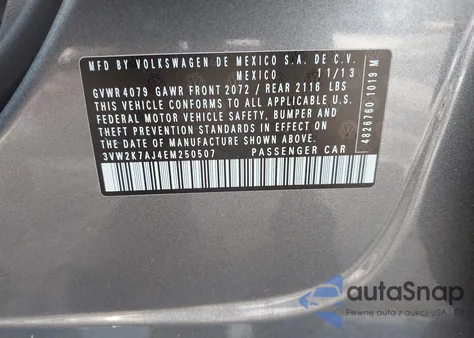 MFD BY VOLKSWAGEN DE MEXICO S.A. DE C.V.
MEXICO 11/13
GVWR 4079 GAWR FRONT 2072 / REAR 2116 LBS
THIS VEHICLE CONFORMS TO ALL APPLICABLE U.S.
FEDERAL MOTOR VEHICLE SAFETY, BUMPER AND
THEFT PREVENTION STANDARDS IN EFFECT ON THE
DATE OF MANUFACTURE SHOWN ABOVE.
3VW2K7AJ4EM250507 PASSENGER CAR
4826760 1019 M
autoSnap
Pewne auta z aukcji USA